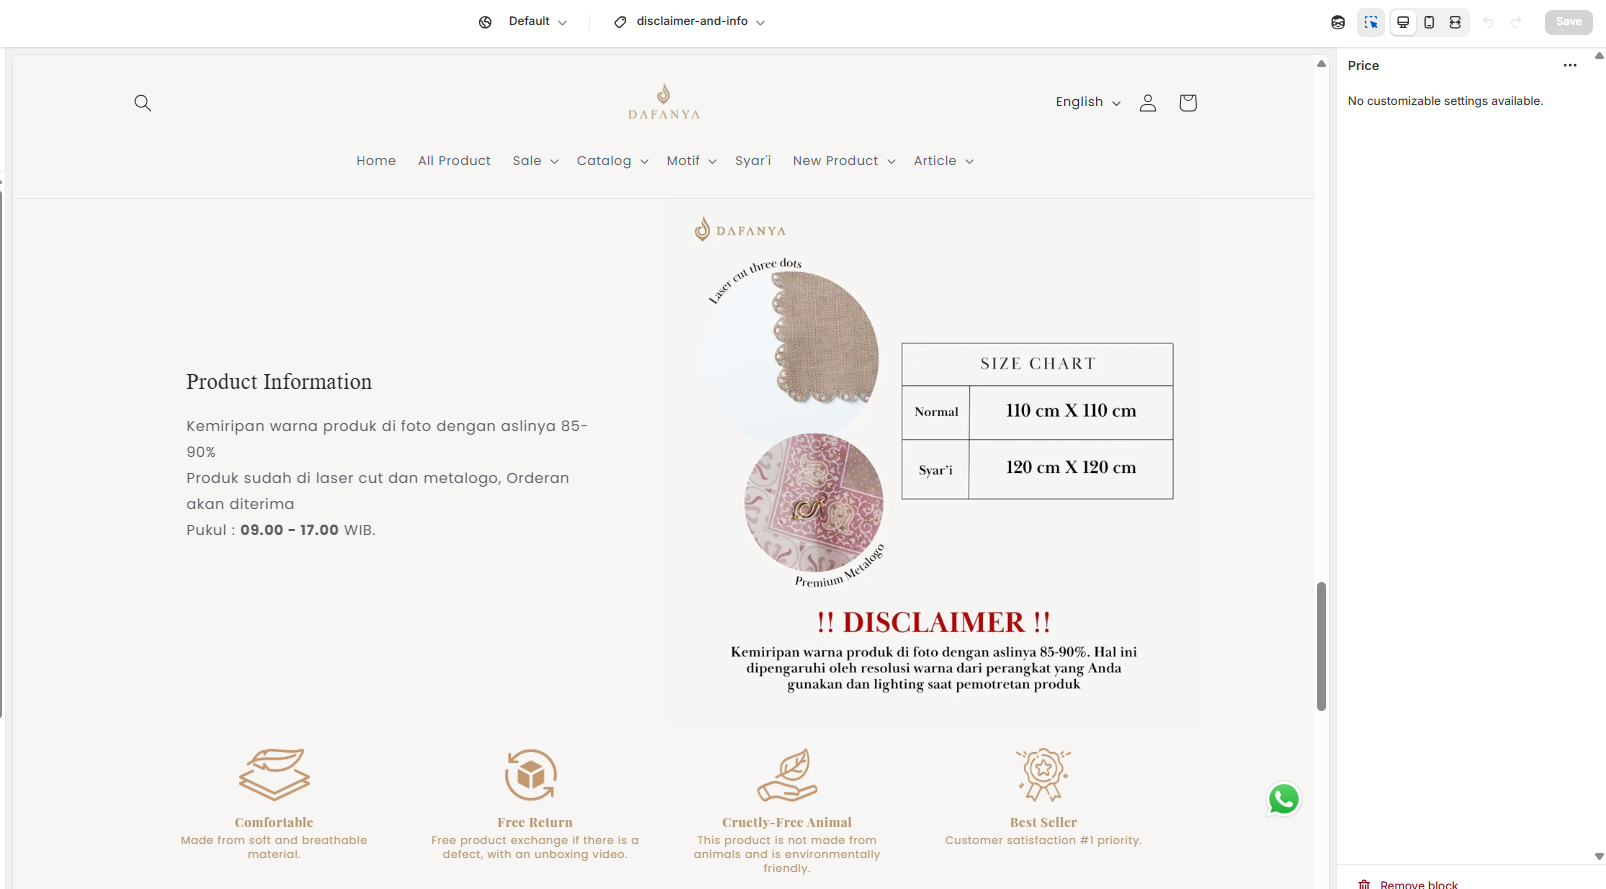 Default
disclaimer-and-info
Save
Price
No customizable settings available.
DAFANYA
English
Home
All Product
Sale
Catalog
Motif
Syar'i
New Product
Article
DAFANYA
Laser cut three dots
SIZE CHART
Normal
110 cm X 110 cm
Syar'i
120 cm X 120 cm
Premium Metalogo
Product Information
Kemiripan warna produk di foto dengan aslinya 85-
90%
Produk sudah di laser cut dan metalogo, Orderan
akan diterima
Pukul : 09.00 - 17.00 WIB.
!! DISCLAIMER !!
Kemiripan warna produk di foto dengan aslinya 85-90%. Hal ini
dipengaruhi oleh resolusi warna dari perangkat yang Anda
gunakan dan lighting saat pemotretan produk
Comfortable
Made from soft and breathable
material.
Free Return
Free product exchange if there is a
defect, with an unboxing video.
Cruetly-Free Animal
This product is not made from
animals and is environmentally
friendly.
Best Seller
Customer satisfaction #1 priority.
Remove block